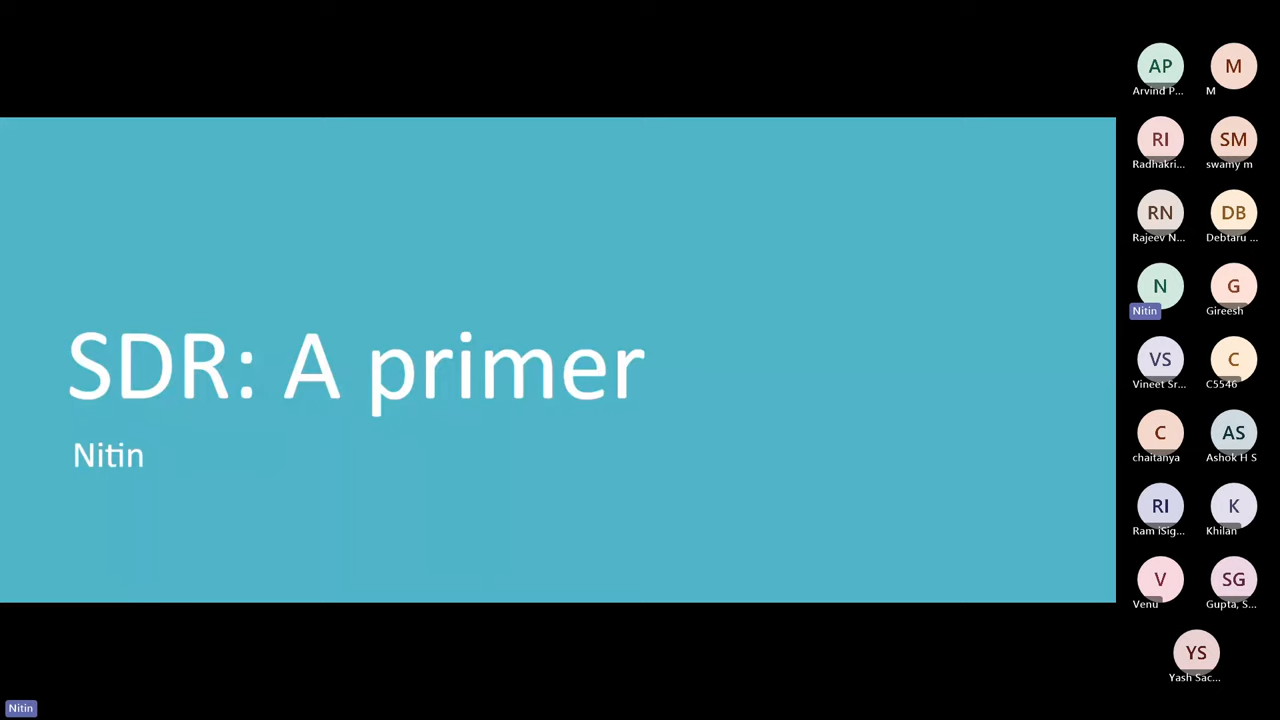 SDR: A primer
Nitin
AP
Arvind P...
M
M
RI
Radhakri...
SM
swamy m
RN
Rajeev N...
DB
Debtaru ...
N
Nitin
G
Gireesh
VS
Vineet Sr...
C
C5546
C
chaitanya
AS
Ashok H S
RI
Ram iSig...
K
Khilan
V
Venu
SG
Gupta, S...
YS
Yash Sac...
Nitin